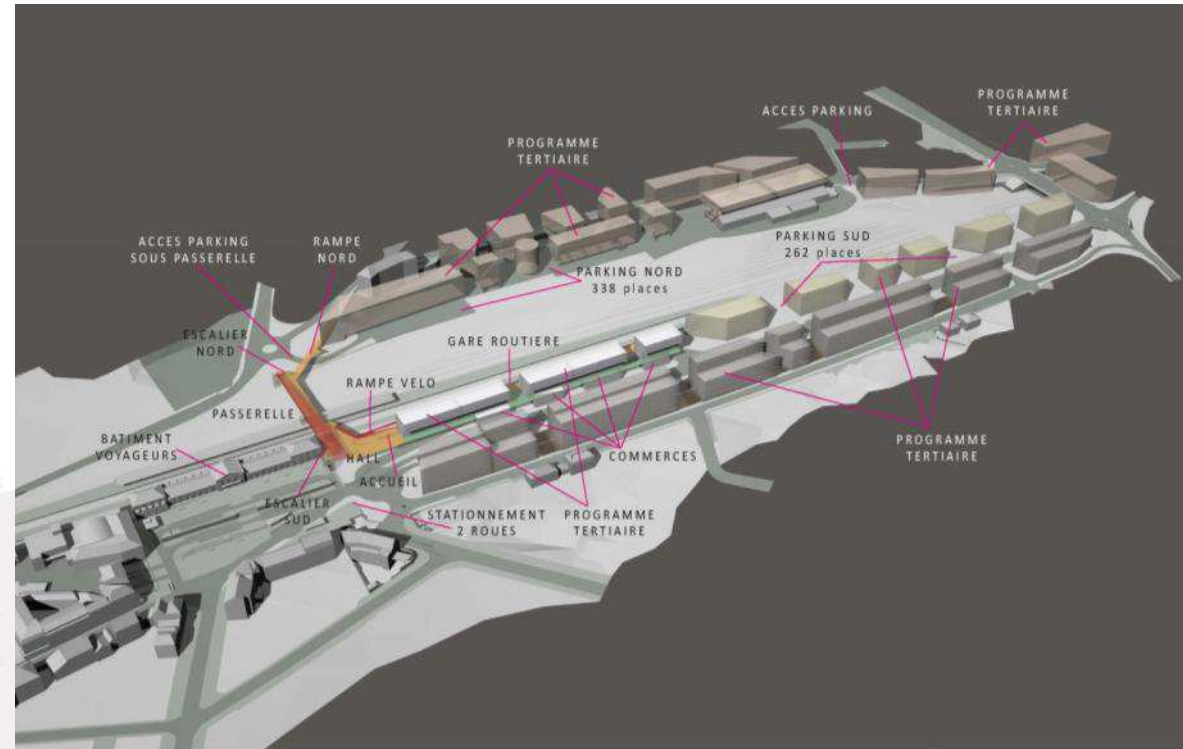 PROGRAMME
TERTIAIRE
ACCES PARKING
PROGRAMME
TERTIAIRE
ACCES PARKING
SOUS PASSERELLE
RAMPE
NORD
PARKING SUD
262 places
PARKING NORD
338 places
ESCALIER
NORD
GARE ROUTIERE
RAMPE VELO
PASSERELLE
BATIMENT
VOYAGEURS
HALL
ACCUEIL
COMMERCES
PROGRAMME
TERTIAIRE
ESCALIER
SUD
STATIONNEMENT
2 ROUES
PROGRAMME
TERTIAIRE